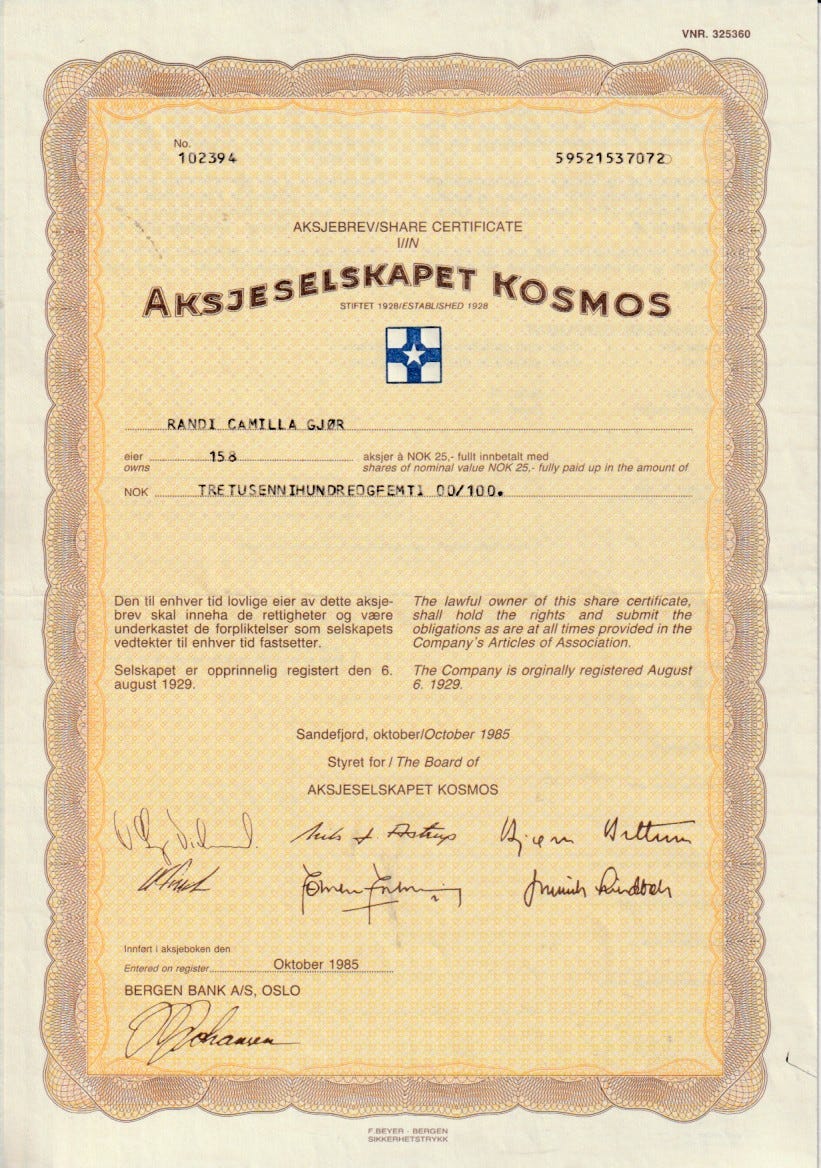 VNR. 325360
No.
102394
59521537072
AKSJEBREV/SHARE CERTIFICATE
I/IN
AKSJESELSKAPET KOSMOS
STIFTET 1928/ESTABLISHED 1928
RANDI CAMILLA GJØR
eier 158 aksjer à NOK 25,- fullt innbetalt med
owns shares of nominal value NOK 25,- fully paid up in the amount of
NOK TRETUSENNIHUNDREOGFEMTI 00/100.
Den til enhver tid lovlige eier av dette aksje-
brev skal inneha de rettigheter og være
underkastet de forpliktelser som selskapets
vedtekter til enhver tid fastsetter.
Selskapet er opprinnelig registert den 6.
august 1929.
The lawful owner of this share certificate,
shall hold the rights and submit the
obligations as are at all times provided in the
Company's Articles of Association.
The Company is orginally registered August
6. 1929.
Sandefjord, oktober/October 1985
Styret for / The Board of
AKSJESELSKAPET KOSMOS
Nils J. Astrup
Innført i aksjeboken den
Entered on register Oktober 1985
BERGEN BANK A/S, OSLO
Johansen
F.BEYER - BERGEN
SIKKERHETSTRYKK